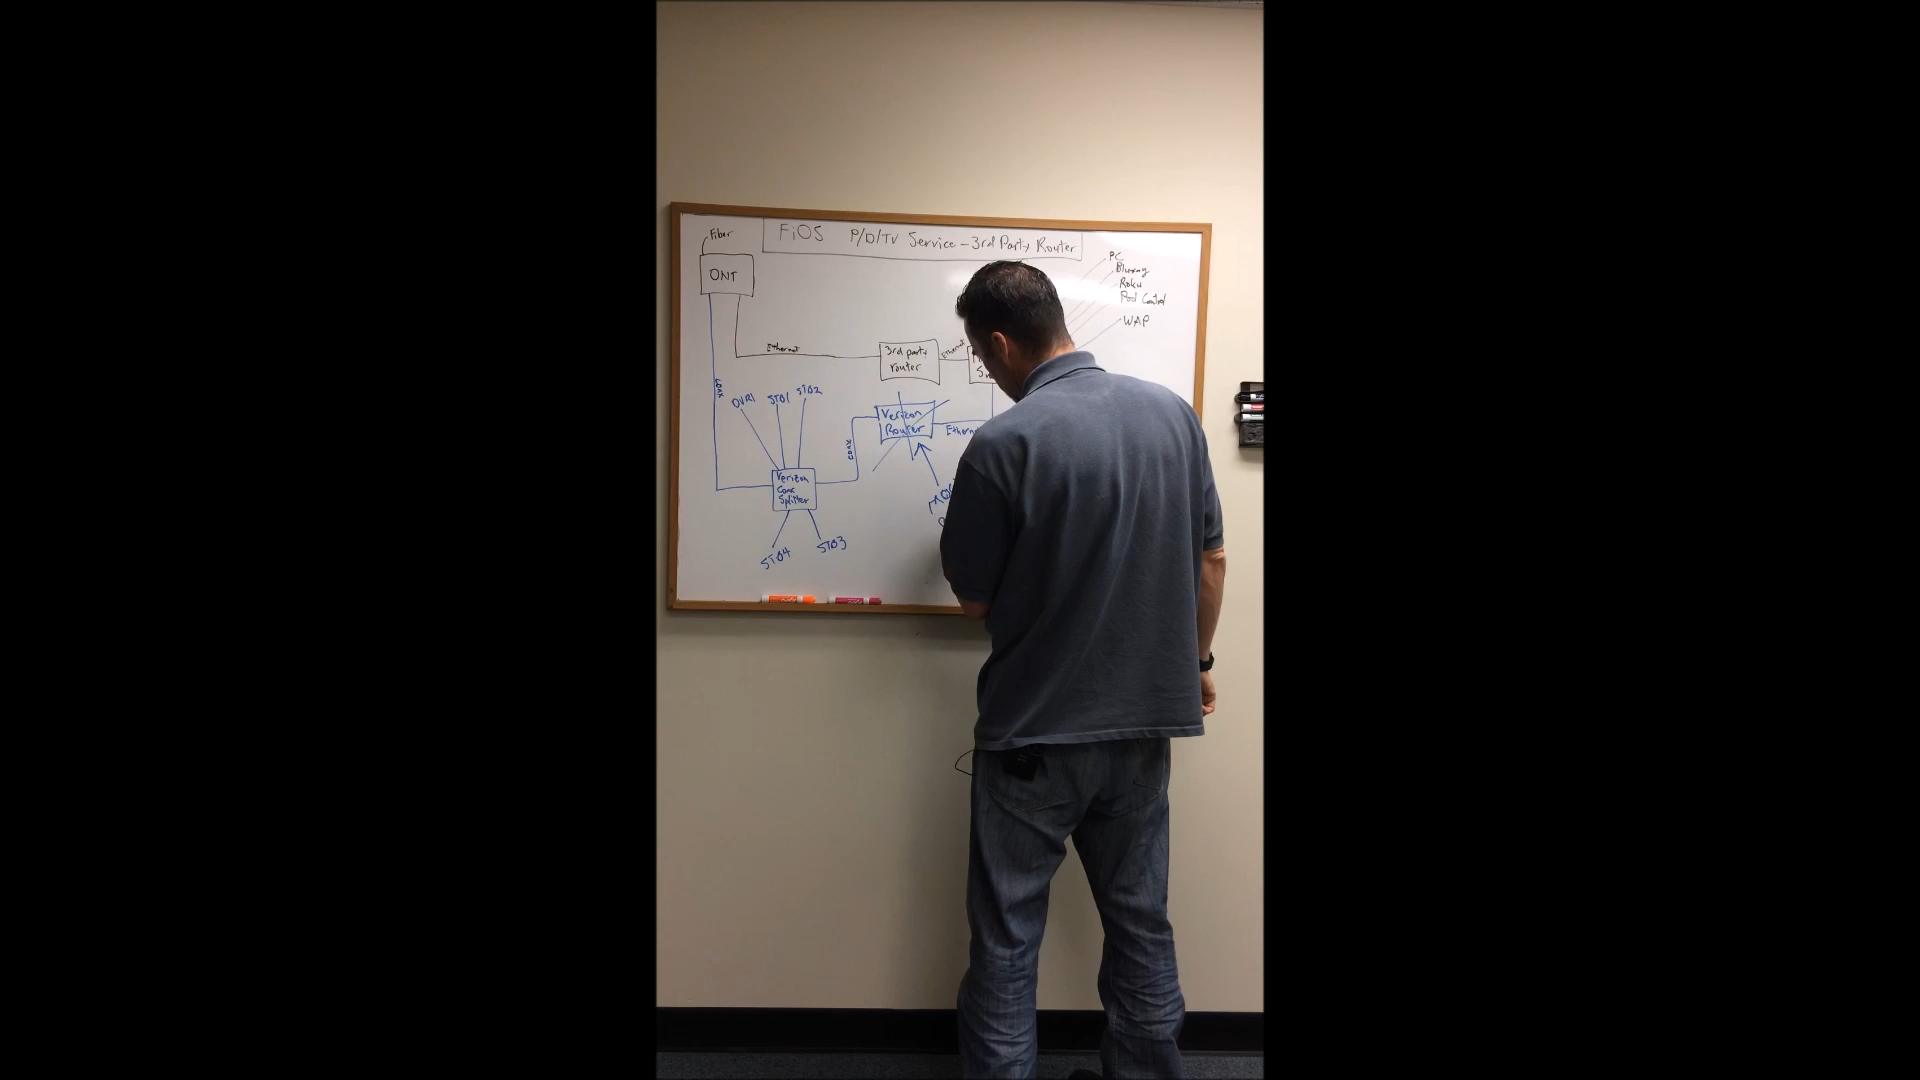 Fiber
FiOS P/D/TV Service - 3rd Party Router
ONT
PC
Bluray
Roku
Pool Control
WAP
Ethernet
3rd party
router
Ethernet
COAX
DVR1
STB1
STB2
Verizon
Router
COAX
Verizon
Coax
Splitter
STB4
STB3